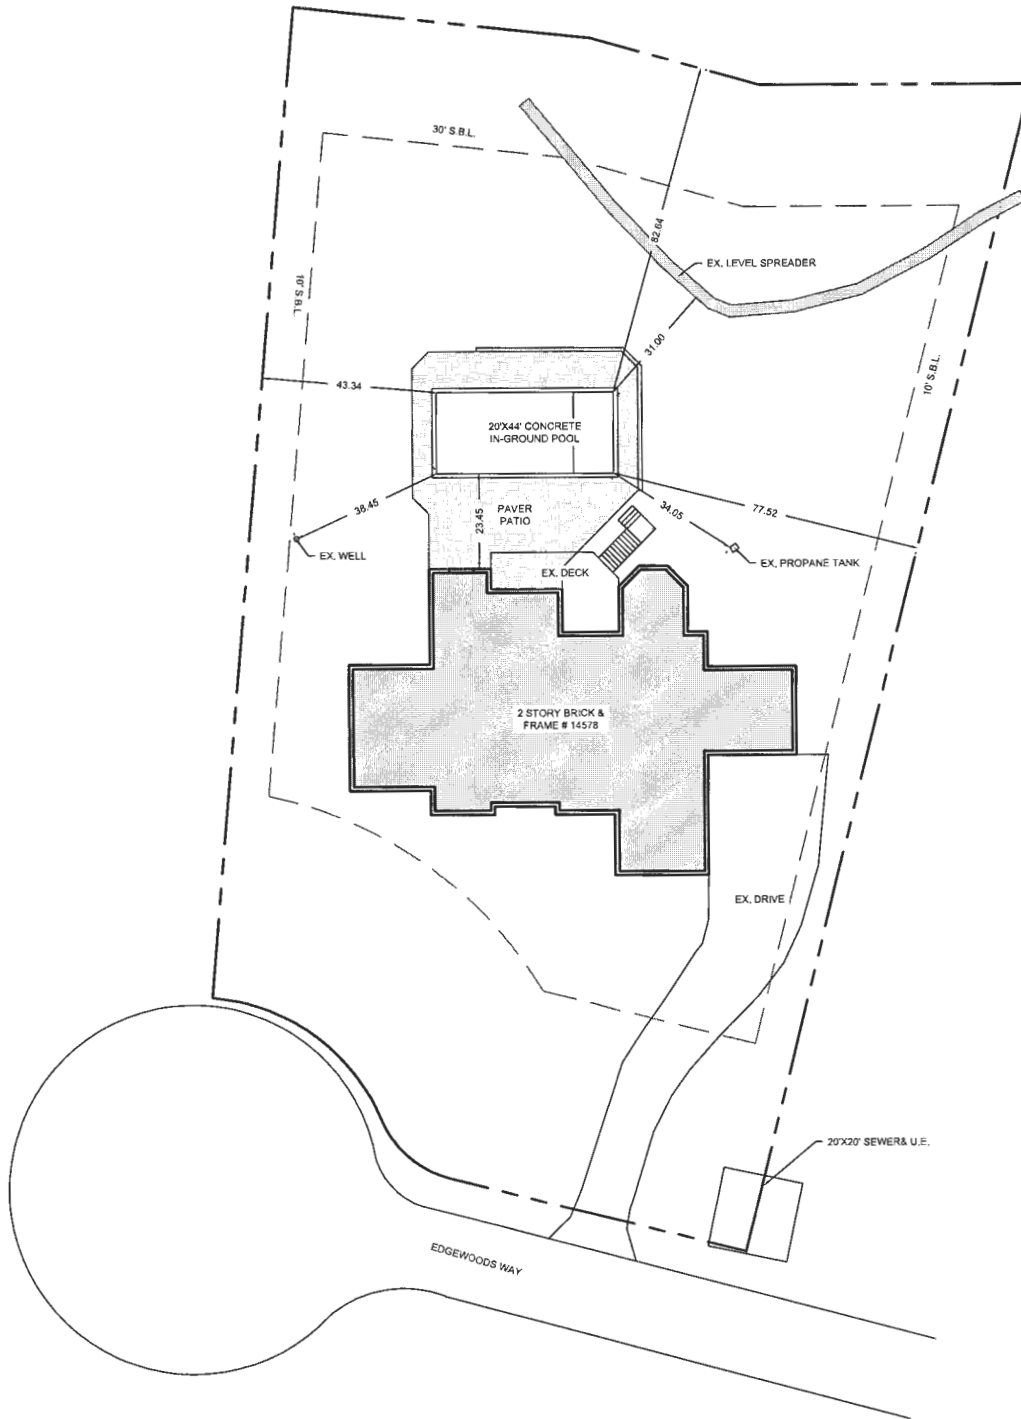 30' S.B.L.
82.64
EX. LEVEL SPREADER
10' S.B.L.
31.00
43.34
10' S.B.L.
20'X44' CONCRETE
IN-GROUND POOL
38.45
23.45
PAVER
PATIO
34.05
77.52
EX. WELL
EX. DECK
EX. PROPANE TANK
2 STORY BRICK &
FRAME # 14578
EX. DRIVE
20'X20' SEWER& U.E.
EDGEWOODS WAY